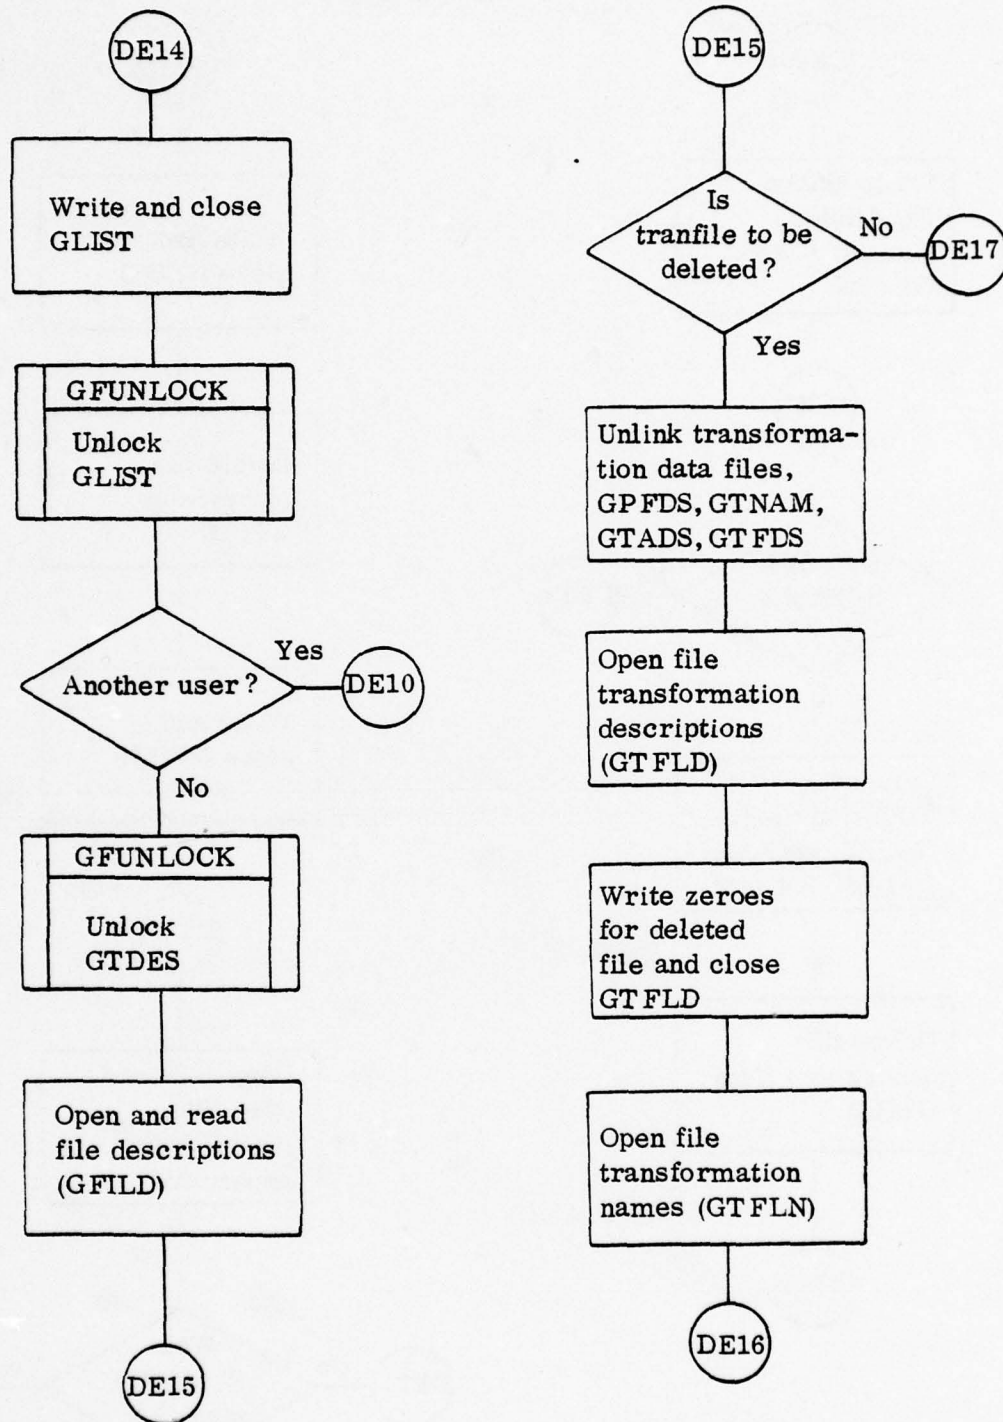 DE14
Write and close
GLIST
GFUNLOCK
Unlock
GLIST
Another user?
Yes
DE10
No
GFUNLOCK
Unlock
GTDES
Open and read
file descriptions
(GFILD)
DE15
DE15
Is
tranfile to be
deleted?
No
DE17
Yes
Unlink transforma-
tion data files,
GPFDS, GTNAM,
GTADS, GTFDS
Open file
transformation
descriptions
(GTFLD)
Write zeroes
for deleted
file and close
GTFLD
Open file
transformation
names (GTFLN)
DE16